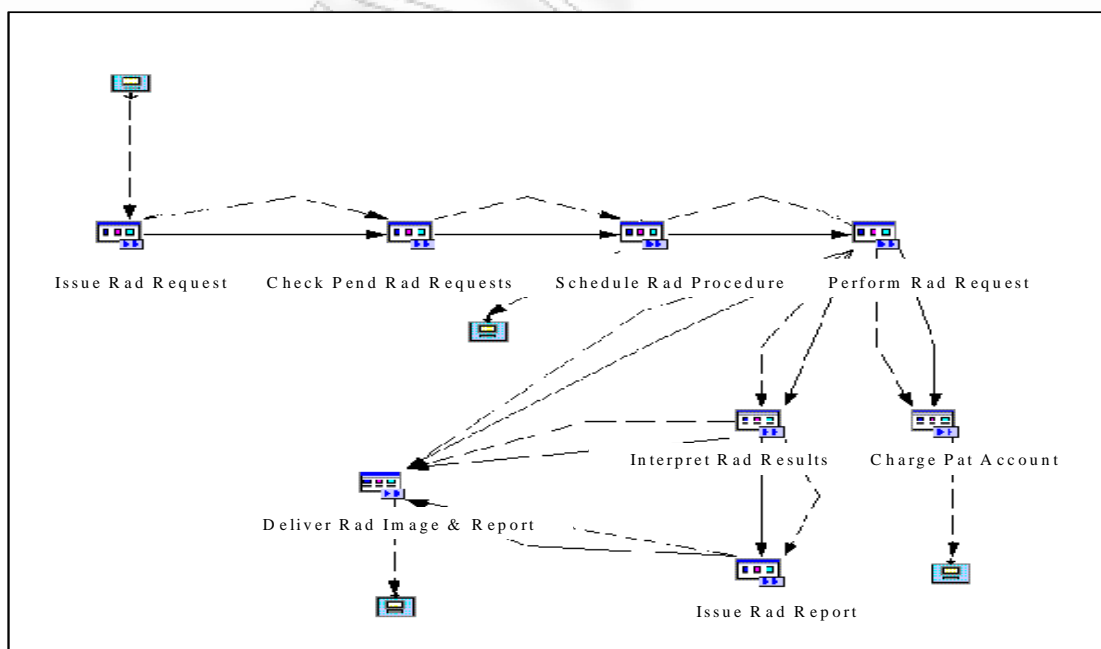 Issue Rad Request
Check Pend Rad Requests
Schedule Rad Procedure
Perform Rad Request
Interpret Rad Results
Charge Pat Account
Deliver Rad Image & Report
Issue Rad Report